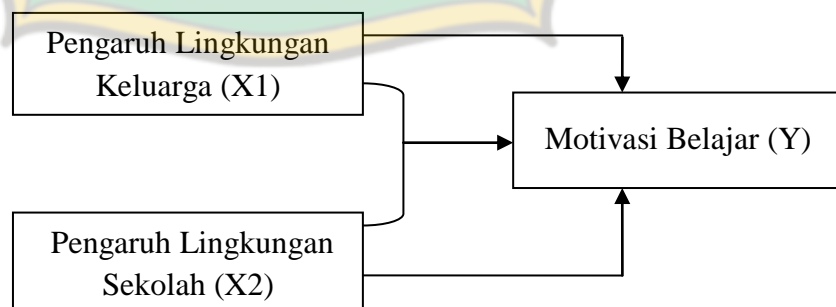 Pengaruh Lingkungan
Keluarga (X1)
Motivasi Belajar (Y)
Pengaruh Lingkungan
Sekolah (X2)